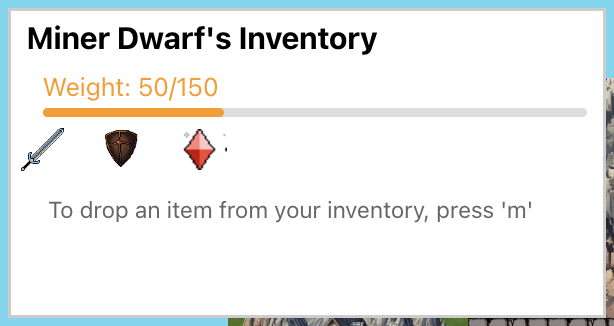 Miner Dwarf's Inventory
Weight: 50/150
To drop an item from your inventory, press 'm'